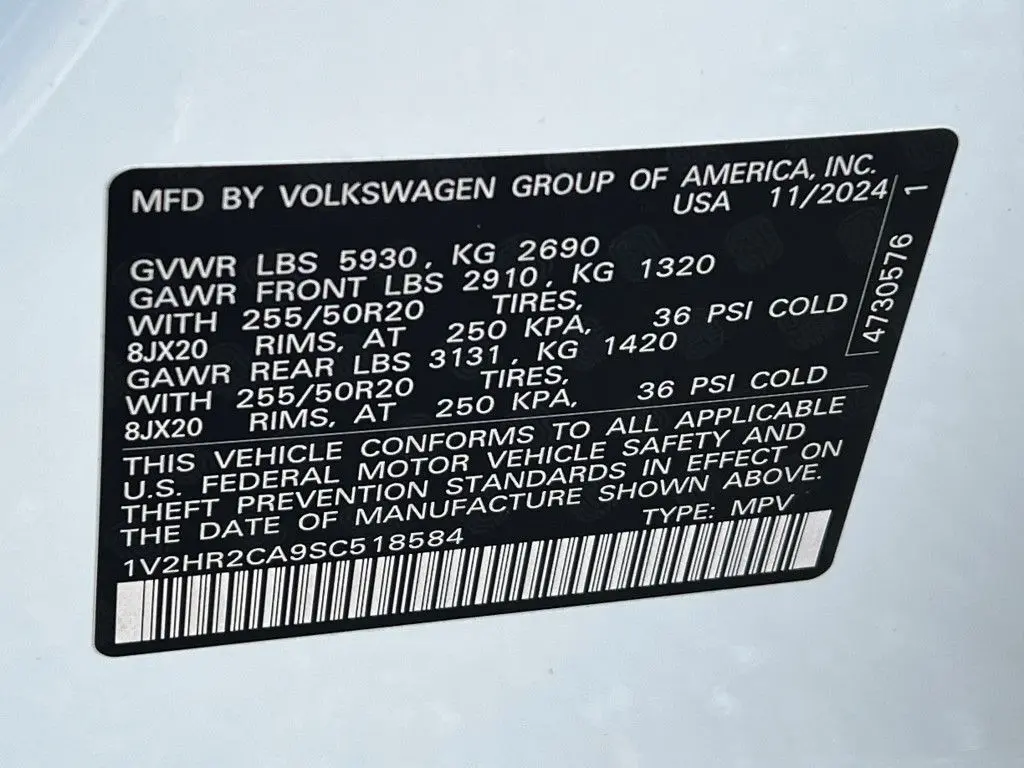 MFD BY VOLKSWAGEN GROUP OF AMERICA, INC.
USA 11/2024
GVWR LBS 5930, KG 2690
GAWR FRONT LBS 2910, KG 1320
WITH 255/50R20 TIRES,
8JX20 RIMS, AT 250 KPA, 36 PSI COLD
GAWR REAR LBS 3131, KG 1420
WITH 255/50R20 TIRES,
8JX20 RIMS, AT 250 KPA, 36 PSI COLD
THIS VEHICLE CONFORMS TO ALL APPLICABLE
U.S. FEDERAL MOTOR VEHICLE SAFETY AND
THEFT PREVENTION STANDARDS IN EFFECT ON
THE DATE OF MANUFACTURE SHOWN ABOVE.
TYPE: MPV
1V2HR2CA9SC518584
4730576 1